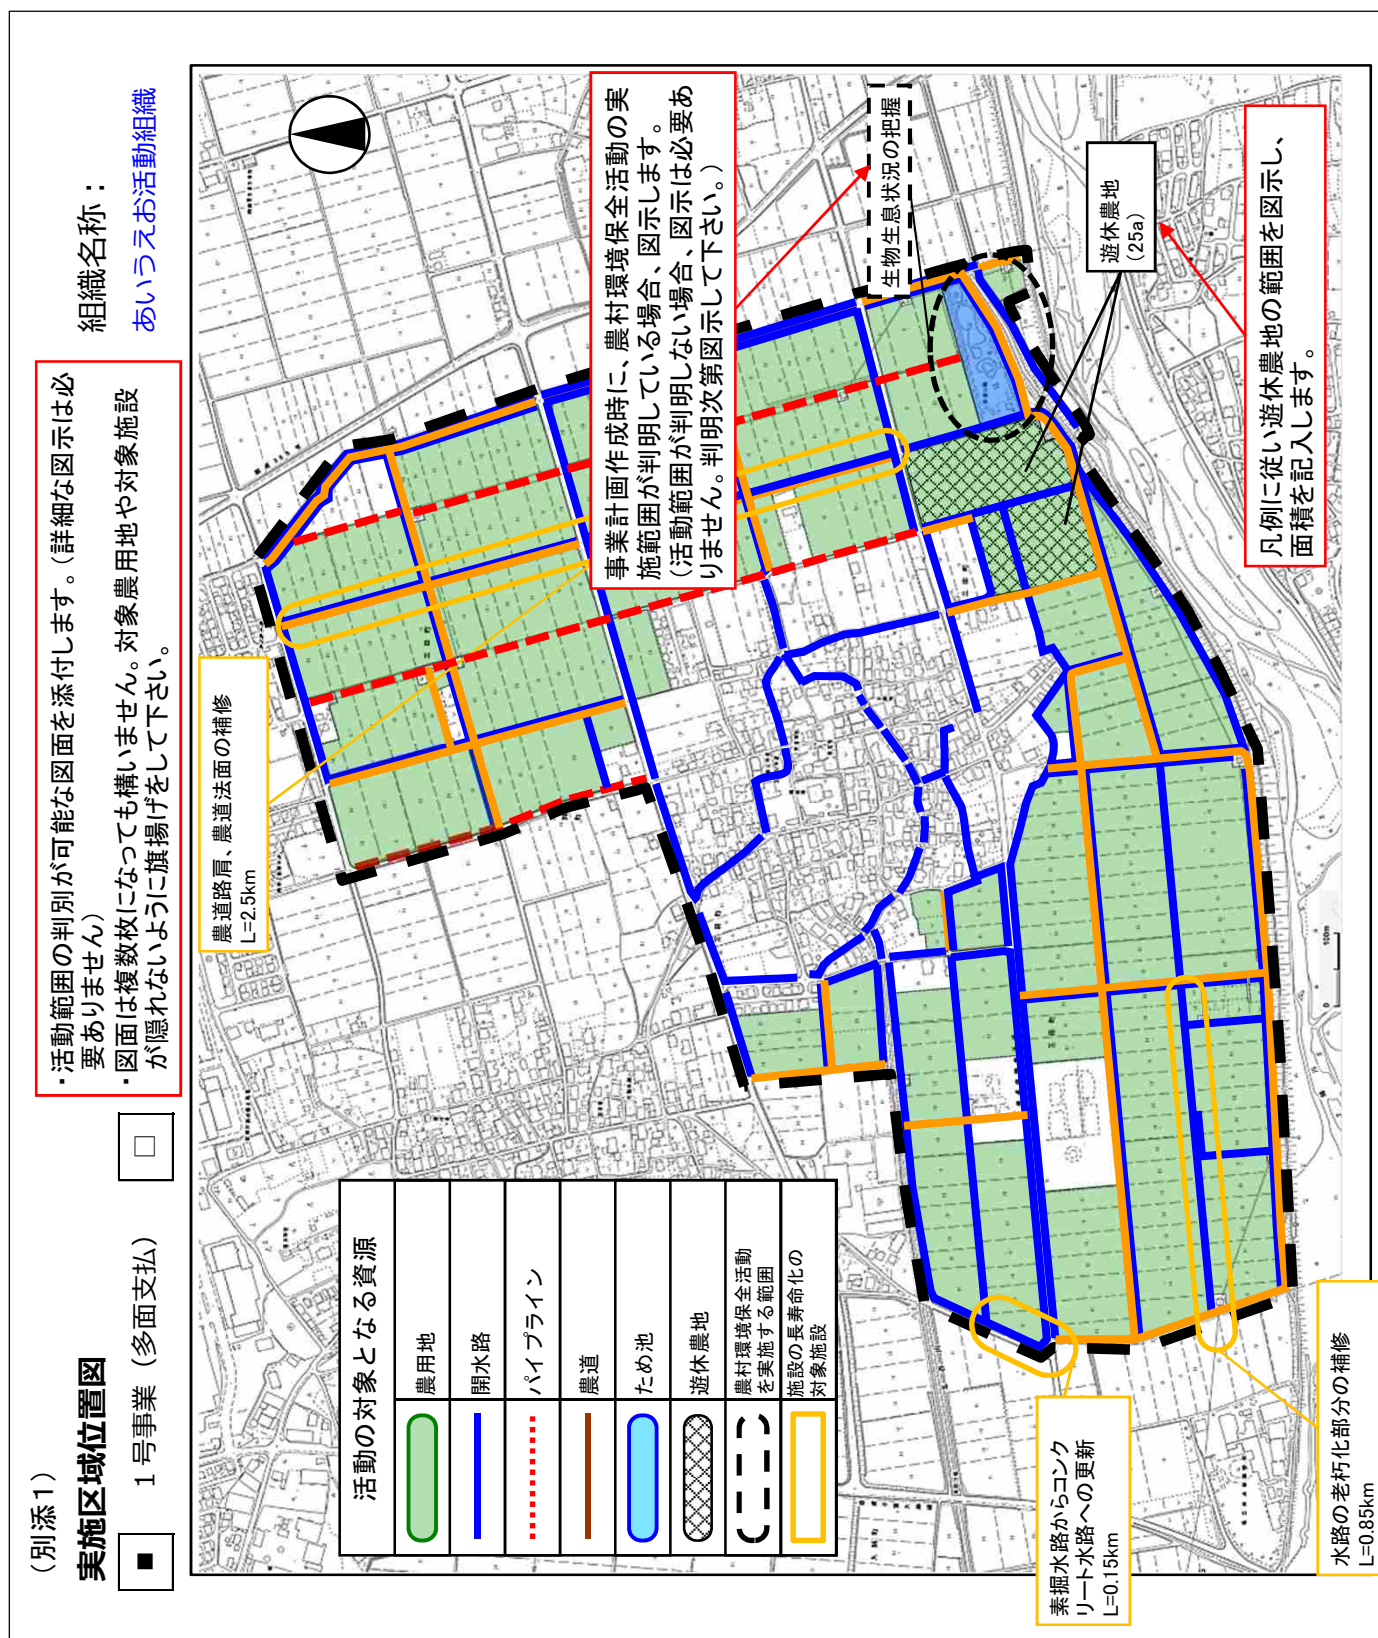 （別添１）
実施区域位置図
■
１号事業（多面支払）
□
・活動範囲の判別が可能な図面を添付します。（詳細な図示は必
要ありません）
・図面は複数枚になっても構いません。対象農用地や対象施設
が隠れないように旗揚げをして下さい。
組織名称：
あいうえお活動組織
農道路肩、農道法面の補修
L=2.5km
事業計画作成時に、農村環境保全活動の実
施範囲が判明している場合、図示します。
（活動範囲が判明しない場合、図示は必要あ
りません。判明次第図示して下さい。）
生物生息状況の把握
遊休農地
(25a)
凡例に従い遊休農地の範囲を図示し、
面積を記入します。
活動の対象となる資源
農用地
開水路
パイプライン
農道
ため池
遊休農地
農村環境保全活動
を実施する範囲
施設の長寿命化の
対象施設
素掘水路からコンク
リート水路への更新
L=0.15km
水路の老朽化部分の補修
L=0.85km
0 100m